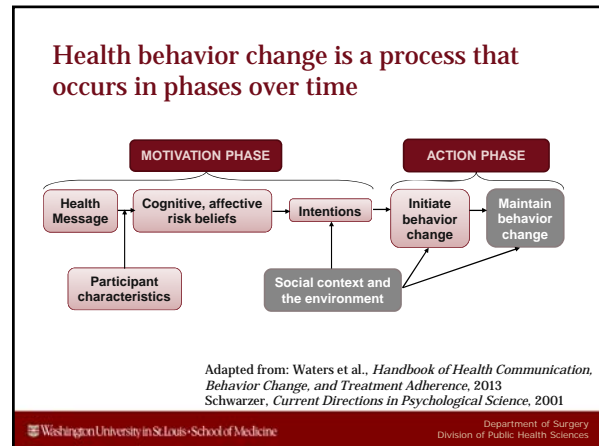 Health behavior change is a process that
occurs in phases over time
MOTIVATION PHASE
ACTION PHASE
Health
Message
Cognitive, affective
risk beliefs
Intentions
Initiate
behavior
change
Maintain
behavior
change
Participant
characteristics
Social context and
the environment
Adapted from: Waters et al., Handbook of Health Communication,
Behavior Change, and Treatment Adherence, 2013
Schwarzer, Current Directions in Psychological Science, 2001
Washington University in St. Louis • School of Medicine
Department of Surgery
Division of Public Health Sciences